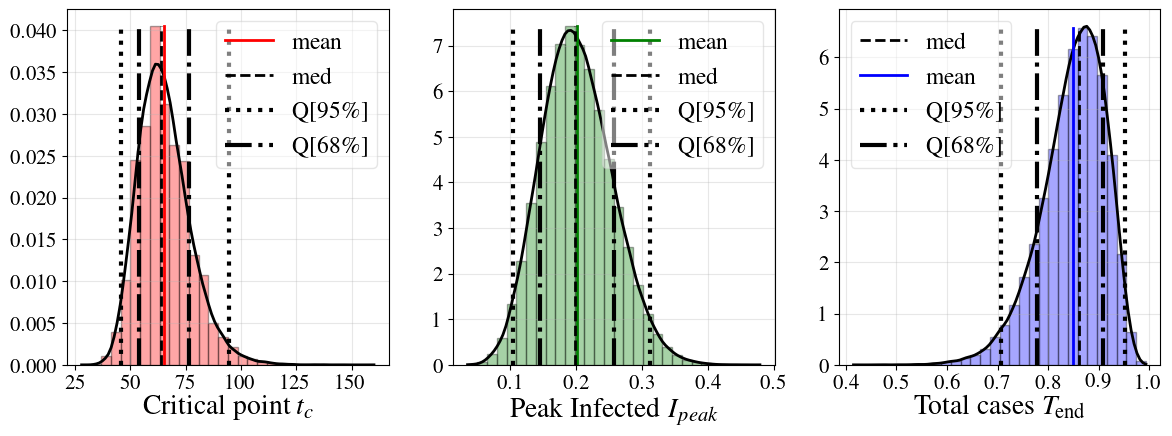 0.040
0.035
0.030
0.025
0.020
0.015
0.010
0.005
0.000
25 50 75 100 125 150
Critical point t_c
mean
med
Q[95%]
Q[68%]
7
6
5
4
3
2
1
0
0.1 0.2 0.3 0.4 0.5
Peak Infected I_peak
mean
med
Q[95%]
Q[68%]
6
5
4
3
2
1
0
0.4 0.5 0.6 0.7 0.8 0.9 1.0
Total cases T_end
med
mean
Q[95%]
Q[68%]